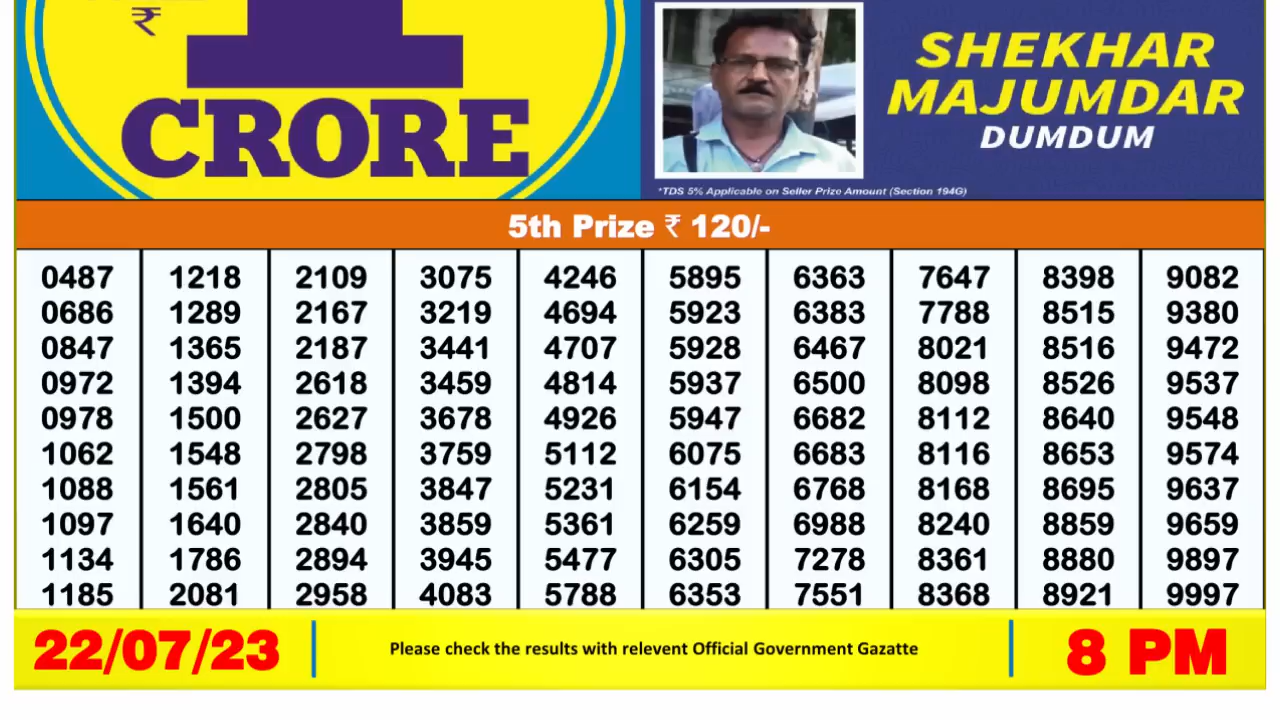 ₹
1
CRORE
SHEKHAR
MAJUMDAR
DUMDUM
*TDS 5% Applicable on Seller Prize Amount (Section 194G)
5th Prize ₹ 120/-
0487 1218 2109 3075 4246 5895 6363 7647 8398 9082
0686 1289 2167 3219 4694 5923 6383 7788 8515 9380
0847 1365 2187 3441 4707 5928 6467 8021 8516 9472
0972 1394 2618 3459 4814 5937 6500 8098 8526 9537
0978 1500 2627 3678 4926 5947 6682 8112 8640 9548
1062 1548 2798 3759 5112 6075 6683 8116 8653 9574
1088 1561 2805 3847 5231 6154 6768 8168 8695 9637
1097 1640 2840 3859 5361 6259 6988 8240 8859 9659
1134 1786 2894 3945 5477 6305 7278 8361 8880 9897
1185 2081 2958 4083 5788 6353 7551 8368 8921 9997
22/07/23
Please check the results with relevent Official Government Gazatte
8 PM